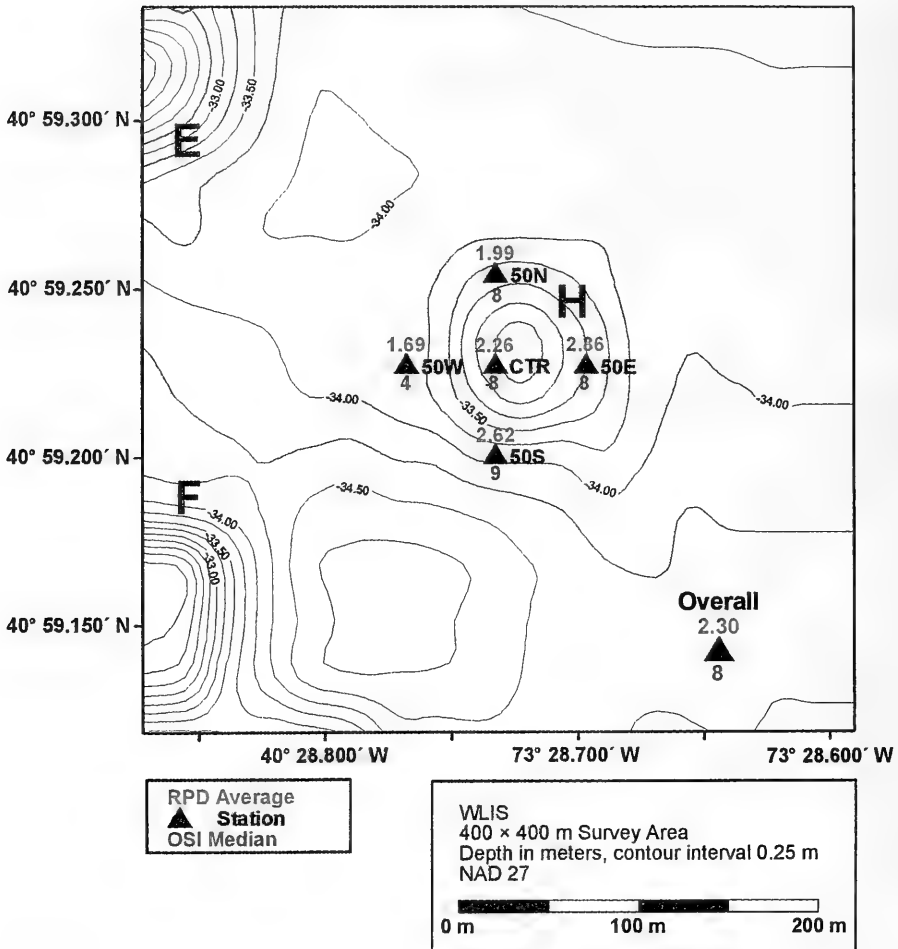 -33.00
-33.50
40° 59.300´ N
E
-34.00
1.99
50N
8
40° 59.250´ N
H
1.69
2.26
2.86
50W
CTR
50E
4
8
8
-34.00
-33.50
-34.00
2.62
40° 59.200´ N
50S
9
-34.50
-34.00
F
-34.00
-33.50
-33.00
Overall
40° 59.150´ N
2.30
8
40° 28.800´ W
73° 28.700´ W
73° 28.600´ W
RPD Average
Station
OSI Median
WLIS
400 × 400 m Survey Area
Depth in meters, contour interval 0.25 m
NAD 27
0 m
100 m
200 m